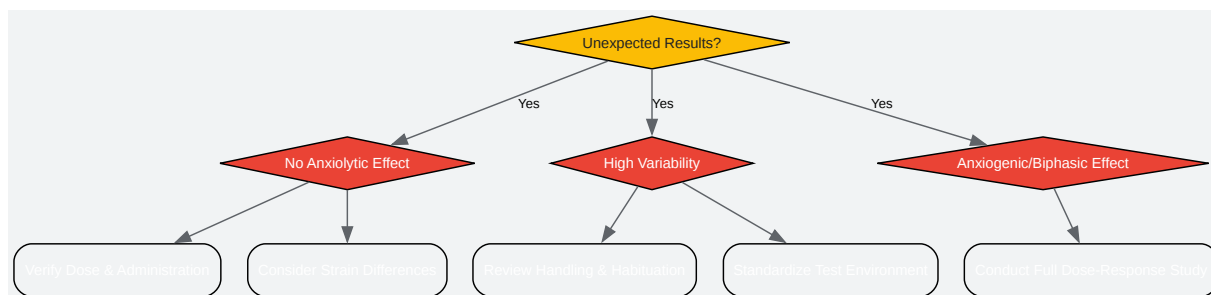 Unexpected Results?
Yes
Yes
Yes
No Anxiolytic Effect
High Variability
Anxiogenic/Biphasic Effect
Verify Dose & Administration
Consider Strain Differences
Review Handling & Habituation
Standardize Test Environment
Conduct Full Dose-Response Study